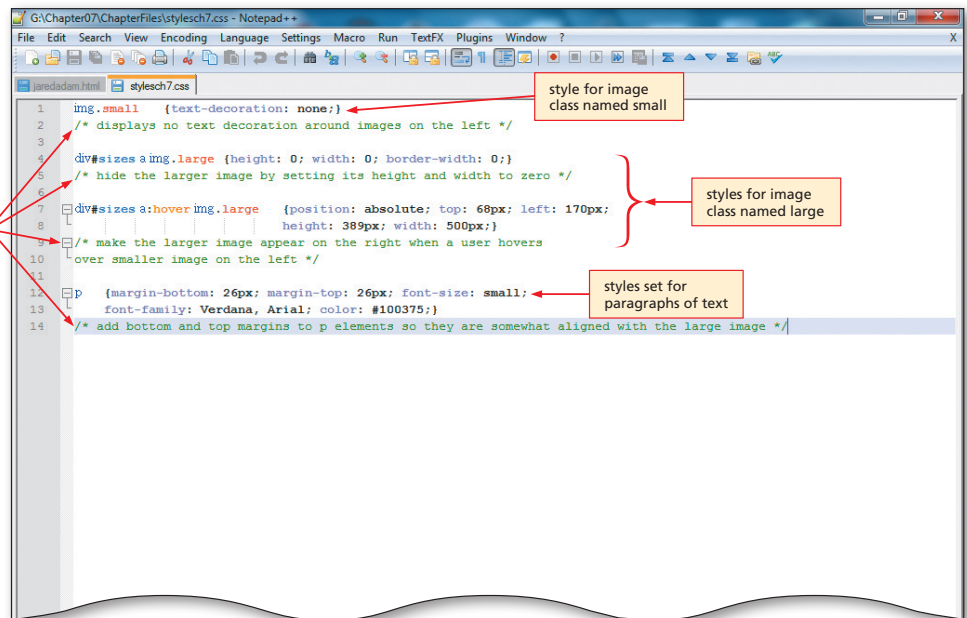 G:\Chapter07\ChapterFiles\stylesch7.css - Notepad++
File Edit Search View Encoding Language Settings Macro Run TextFX Plugins Window ? X
jaredadam.html stylesch7.css
style for image
class named small
1 img.small {text-decoration: none;}
2 /* displays no text decoration around images on the left */
3
4 div#sizes a img.large {height: 0; width: 0; border-width: 0;}
5 /* hide the larger image by setting its height and width to zero */
6
styles for image
class named large
7 div#sizes a:hover img.large {position: absolute; top: 68px; left: 170px;
8 height: 389px; width: 500px;}
9 /* make the larger image appear on the right when a user hovers
10 over smaller image on the left */
11
styles set for
paragraphs of text
12 p {margin-bottom: 26px; margin-top: 26px; font-size: small;
13 font-family: Verdana, Arial; color: #100375;}
14 /* add bottom and top margins to p elements so they are somewhat aligned with the large image */